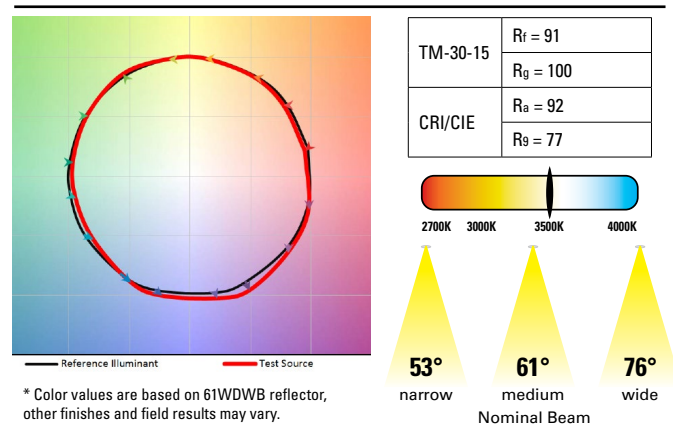 Reference Illuminant
Test Source
* Color values are based on 61WDWB reflector,
other finishes and field results may vary.
TM-30-15
Rf = 91
Rg = 100
CRI/CIE
Ra = 92
R9 = 77
2700K 3000K 3500K 4000K
53° 61° 76°
narrow medium wide
Nominal Beam